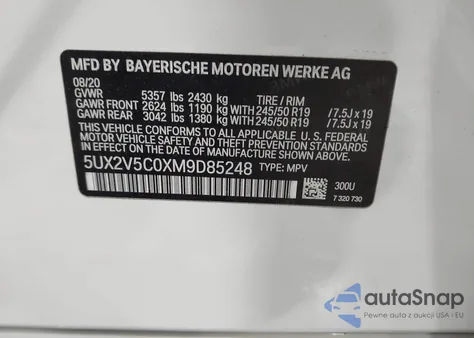 MFD BY BAYERISCHE MOTOREN WERKE AG
08/20
GVWR 5357 lbs 2430 kg TIRE / RIM
GAWR FRONT 2624 lbs 1190 kg WITH 245/50 R19 /7.5J x 19
GAWR REAR 3042 lbs 1380 kg WITH 245/50 R19 /7.5J x 19
THIS VEHICLE CONFORMS TO ALL APPLICABLE U. S. FEDERAL
MOTOR VEHICLE SAFETY, BUMPER, AND THEFT PREVENTION
STANDARDS IN EFFECT ON THE DATE OF MANUFACTURE SHOWN ABOVE.
5UX2V5C0XM9D85248 TYPE: MPV
300U
7 320 730
autoSnap
Pewne auta z aukcji USA i EU